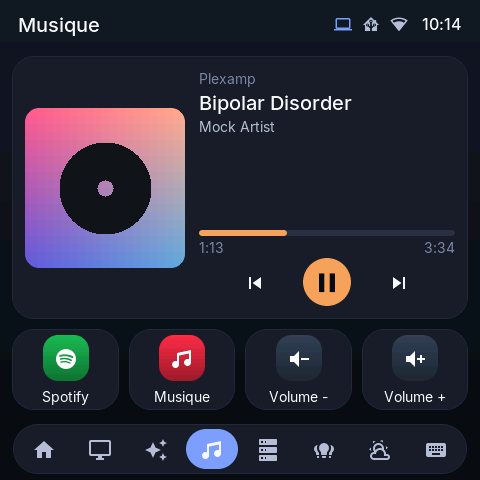 Musique
10:14
Plexamp
Bipolar Disorder
Mock Artist
1:13
3:34
Spotify
Musique
Volume -
Volume +